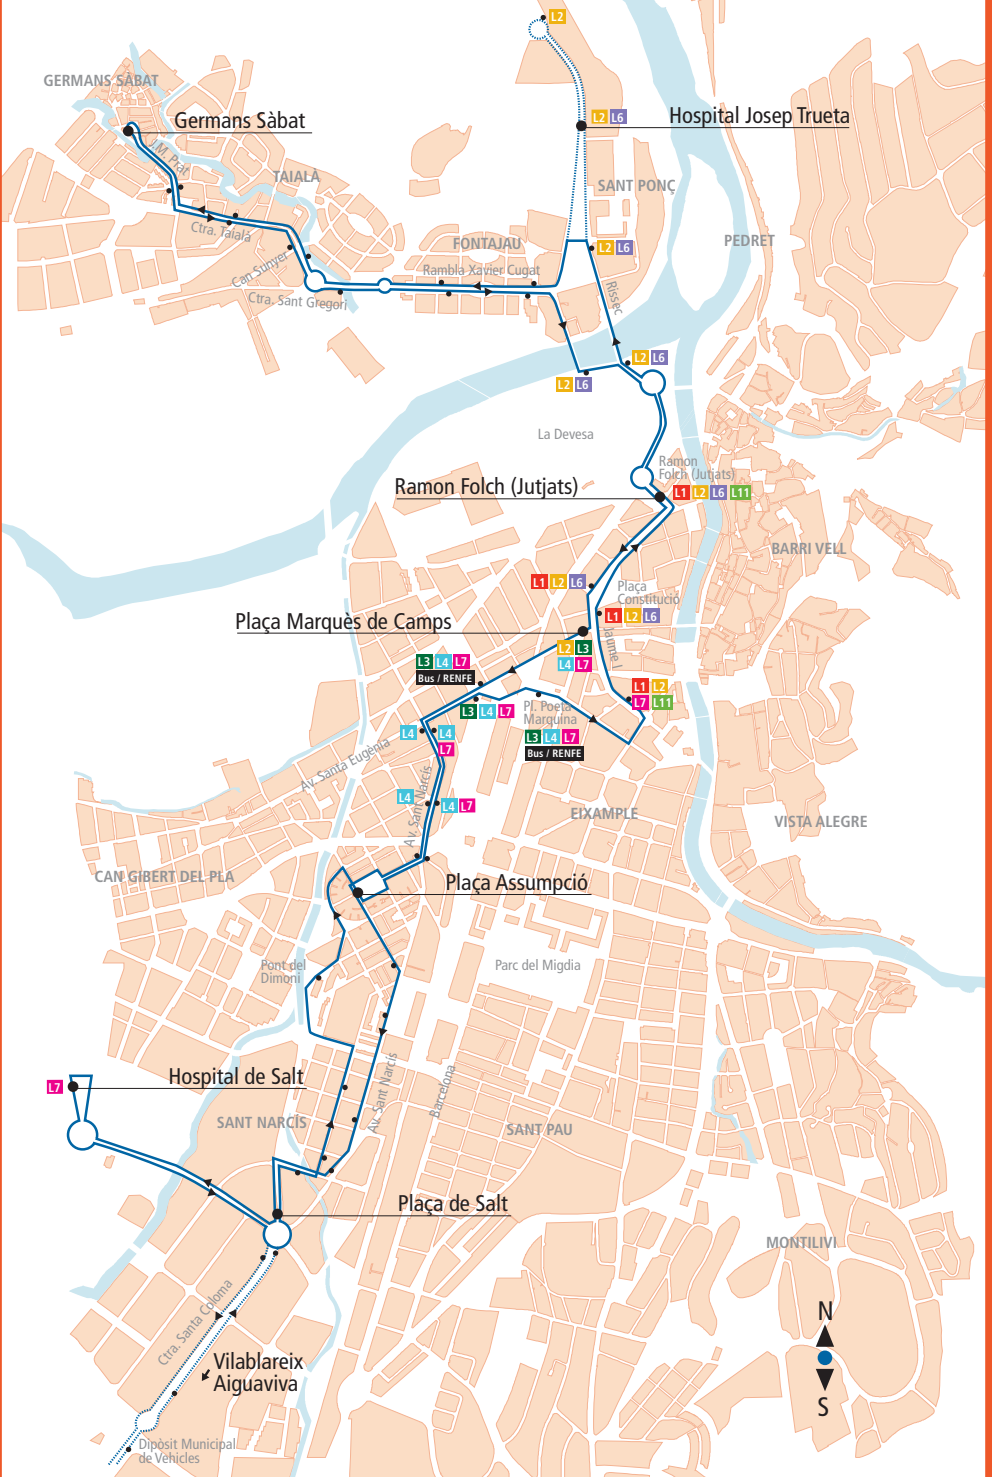 L2
GERMANS SÀBAT
Germans Sàbat
L2 L6
Hospital Josep Trueta
J.M. Prat
TAIALÀ
SANT PONÇ
Ctra. Taialà
FONTAJAU
PEDRET
L2 L6
Can Sunyer
Rambla Xavier Cugat
Ctra. Sant Gregori
Rissec
L2 L6
L2 L6
La Devesa
Ramon
Folch (Jutjats)
Ramon Folch (Jutjats)
L1 L2 L6 L11
BARRI VELL
L1 L2 L6
Plaça
Constitució
L1 L2 L6
Plaça Marquès de Camps
Jaume I
L2 L3
L4 L7
L3 L4 L7
Bus / RENFE
L1 L2
L7 L11
L3 L4 L7
Pl. Poeta
Marquina
L4
L4
L7
L3 L4 L7
Bus / RENFE
Av. Santa Eugènia
L4
L4 L7
Av. Sant Narcís
EIXAMPLE
VISTA ALEGRE
CAN GIBERT DEL PLA
Plaça Assumpció
Pont del
Dimoni
Parc del Migdia
Hospital de Salt
L7
Av. Sant Narcís
Barcelona
SANT NARCÍS
SANT PAU
Plaça de Salt
MONTILIVI
Ctra. Santa Coloma
N
Vilablareix
Aiguaviva
S
Dipòsit Municipal
de Vehicles